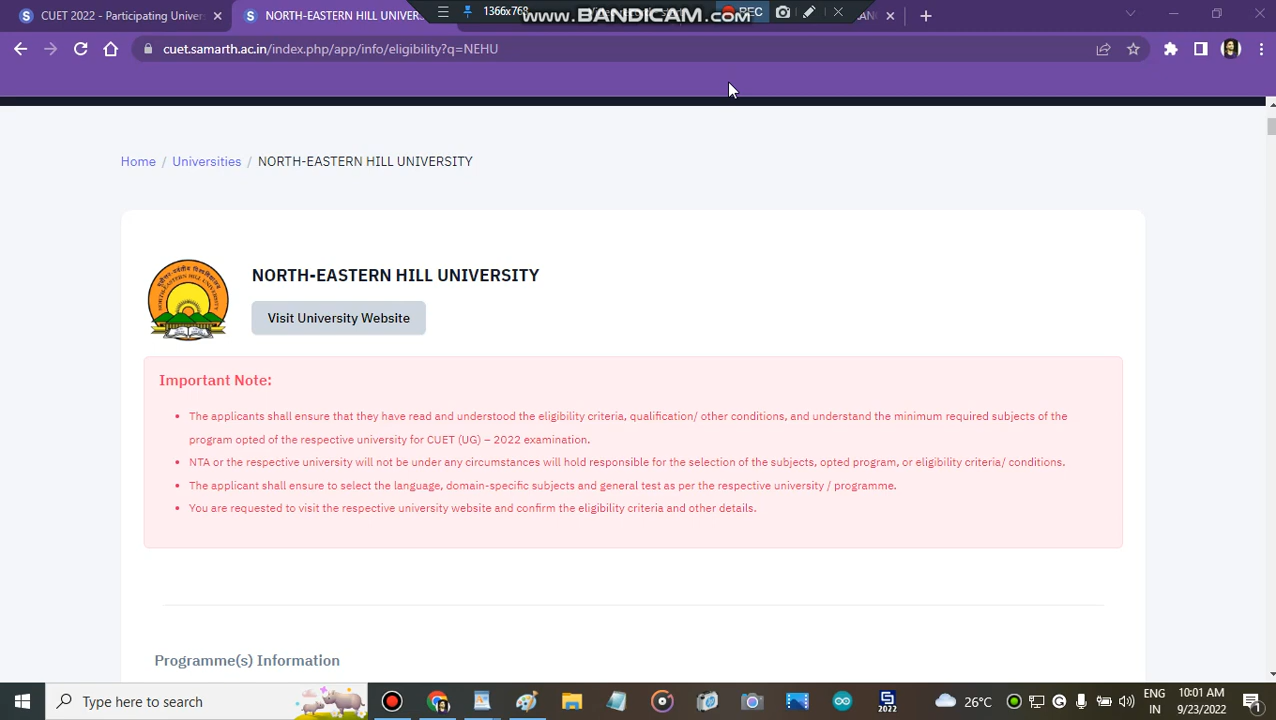 CUET 2022 - Participating Univers
NORTH-EASTERN HILL UNIVERS
1366x768
www.BANDICAM.com
REC
cuet.samarth.ac.in/index.php/app/info/eligibility?q=NEHU
Home / Universities / NORTH-EASTERN HILL UNIVERSITY
NORTH-EASTERN HILL UNIVERSITY
Visit University Website
Important Note:
• The applicants shall ensure that they have read and understood the eligibility criteria, qualification/ other conditions, and understand the minimum required subjects of the
program opted of the respective university for CUET (UG) – 2022 examination.
• NTA or the respective university will not be under any circumstances will hold responsible for the selection of the subjects, opted program, or eligibility criteria/ conditions.
• The applicant shall ensure to select the language, domain-specific subjects and general test as per the respective university / programme.
• You are requested to visit the respective university website and confirm the eligibility criteria and other details.
Programme(s) Information
Type here to search
2022
26°C
ENG
IN
10:01 AM
9/23/2022
1